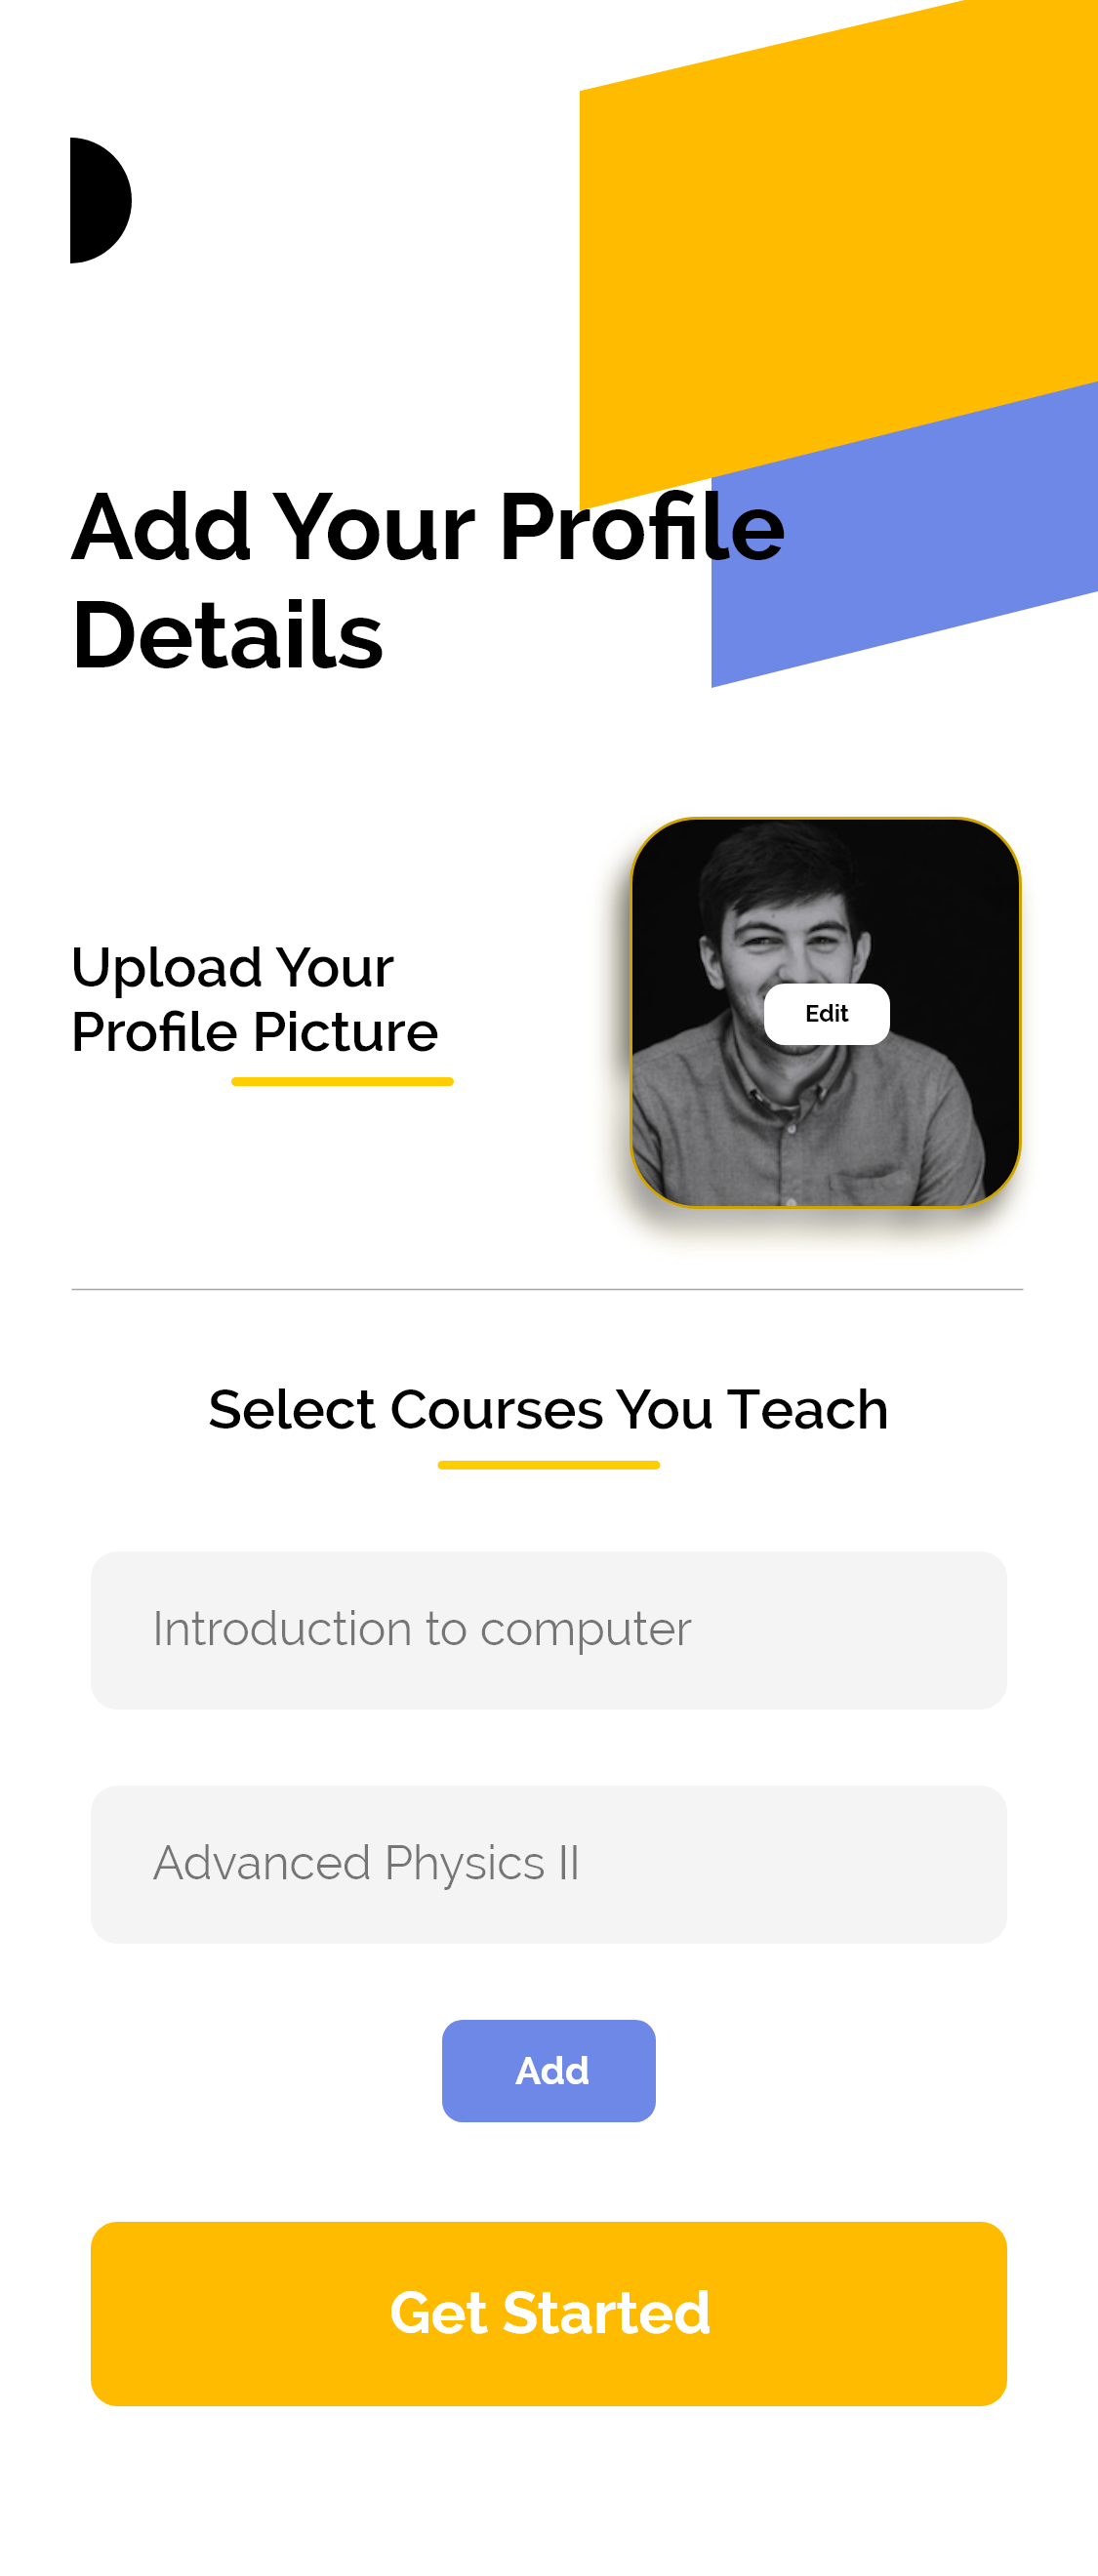 Add Your Profile
Details
Upload Your
Profile Picture
Edit
Select Courses You Teach
Introduction to computer
Advanced Physics II
Add
Get Started